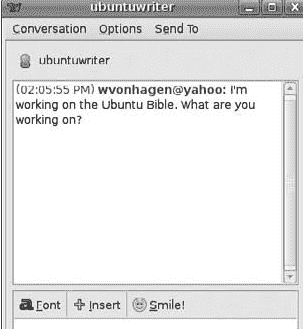 ubuntuwriter
Conversation Options Send To
ubuntuwriter
(02:05:55 PM) wvonhagen@yahoo: I'm
working on the Ubuntu Bible. What are you
working on?
Font Insert Smile!